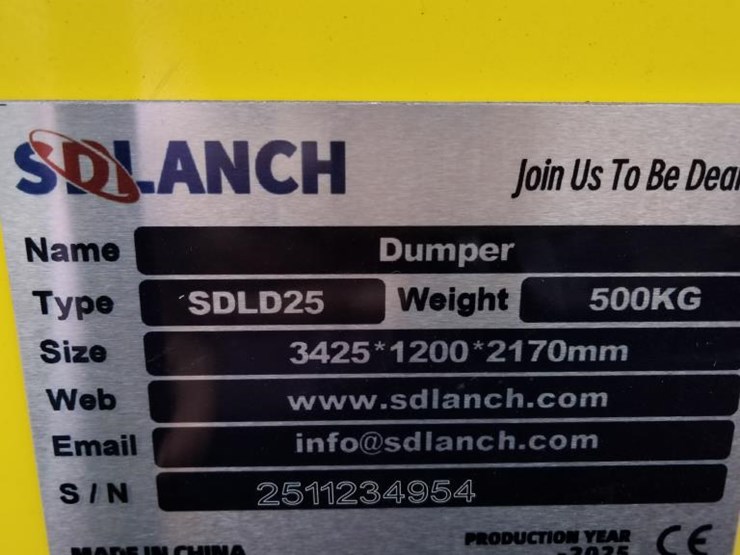 SDLANCH
Join Us To Be
Name Dumper
Type SDLD25 Weight 500KG
Size 3425*1200*2170mm
Web www.sdlanch.com
Email info@sdlanch.com
S/N 2511234954
MADE IN CHINA
PRODUCTION YEAR CE